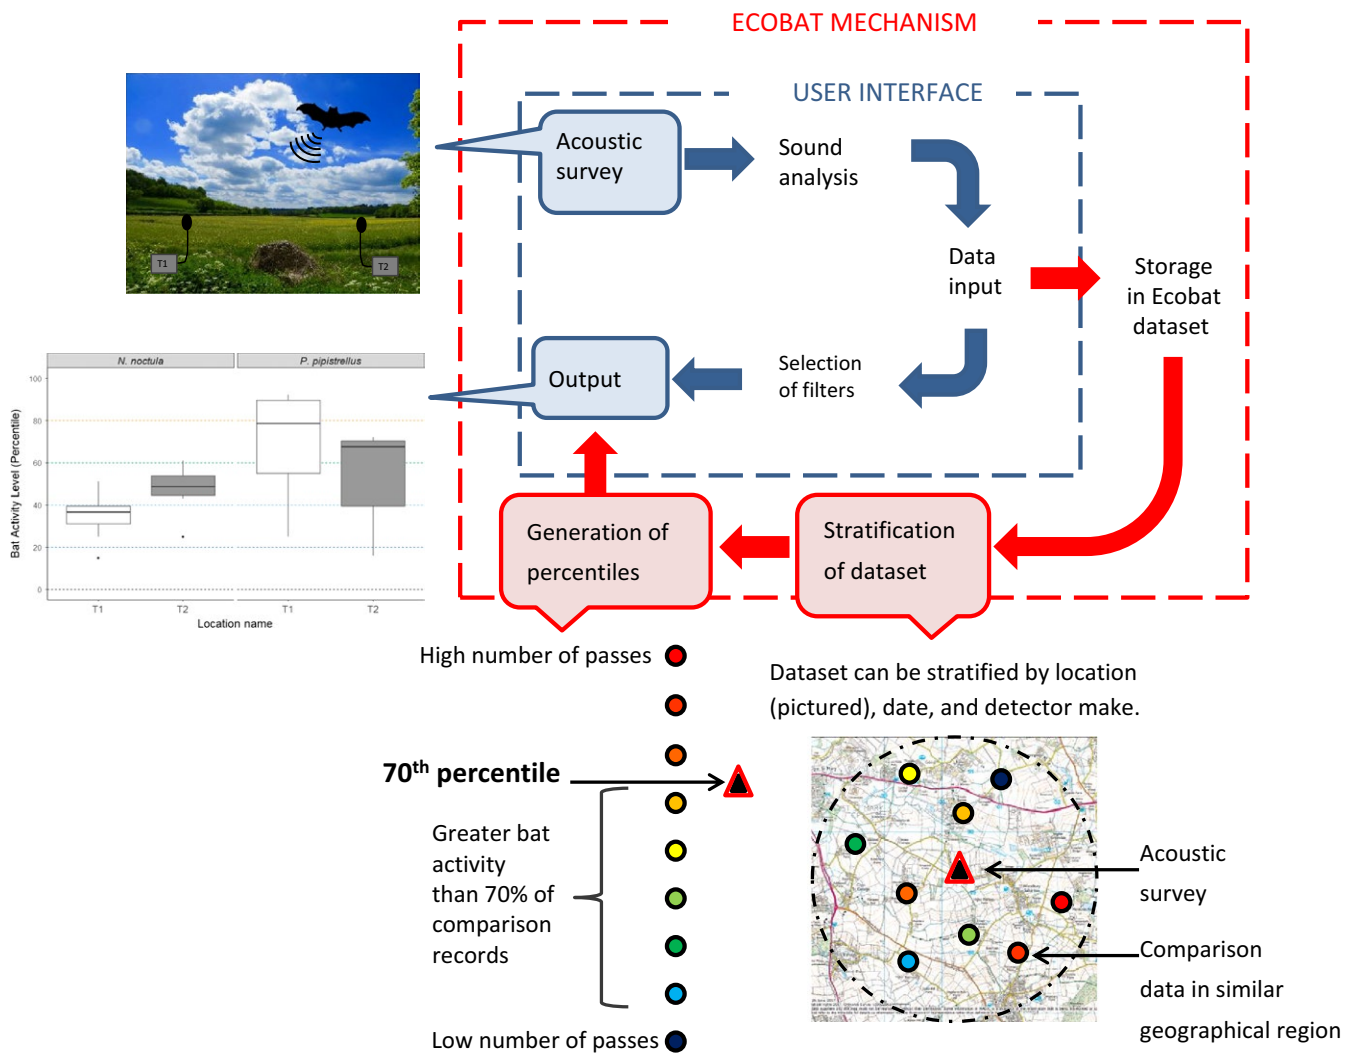 ECOBAT MECHANISM
USER INTERFACE
Acoustic
survey
Sound
analysis
Data
input
Storage
in Ecobat
dataset
Selection
of filters
Output
T1
T2
N. noctula
P. pipistrellus
Bat Activity Level (Percentile)
100
80
60
40
20
0
T1
T2
T1
T2
Location name
Generation of
percentiles
Stratification
of dataset
High number of passes
70th percentile
Greater bat
activity
than 70% of
comparison
records
Low number of passes
Dataset can be stratified by location
(pictured), date, and detector make.
Acoustic
survey
Comparison
data in similar
geographical region